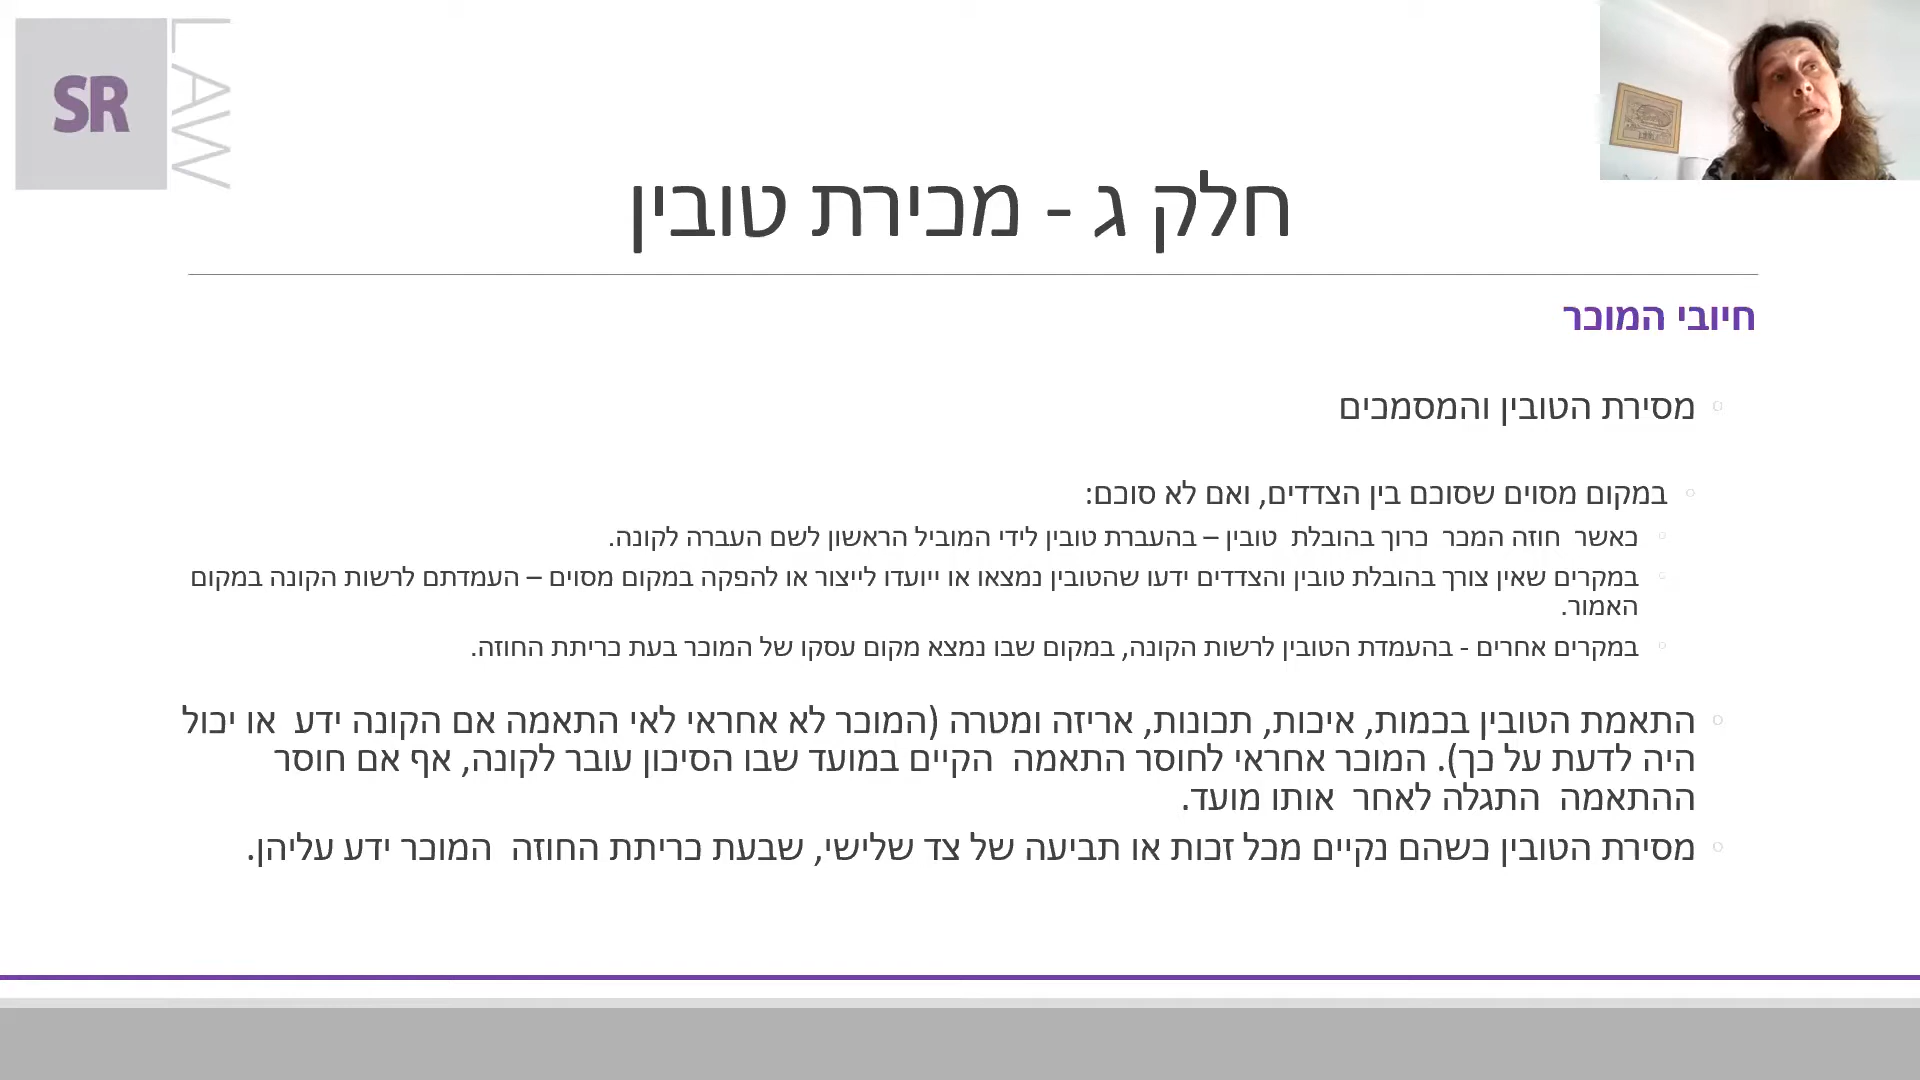 SR
LAW
חלק ג - מכירת טובין
חיובי המוכר
מסירת הטובין והמסמכים
במקום מסוים שסוכם בין הצדדים, ואם לא סוכם:
כאשר חוזה המכר כרוך בהובלת טובין – בהעברת טובין לידי המוביל הראשון לשם העברה לקונה.
במקרים שאין צורך בהובלת טובין והצדדים ידעו שהטובין נמצאו או ייועדו לייצור או להפקה במקום מסוים – העמדתם לרשות הקונה במקום
האמור.
במקרים אחרים - בהעמדת הטובין לרשות הקונה, במקום שבו נמצא מקום עסקו של המוכר בעת כריתת החוזה.
התאמת הטובין בכמות, איכות, תכונות, אריזה ומטרה (המוכר לא אחראי לאי התאמה אם הקונה ידע או יכול
היה לדעת על כך). המוכר אחראי לחוסר התאמה הקיים במועד שבו הסיכון עובר לקונה, אף אם חוסר
ההתאמה התגלה לאחר אותו מועד.
מסירת הטובין כשהם נקיים מכל זכות או תביעה של צד שלישי, שבעת כריתת החוזה המוכר ידע עליהן.